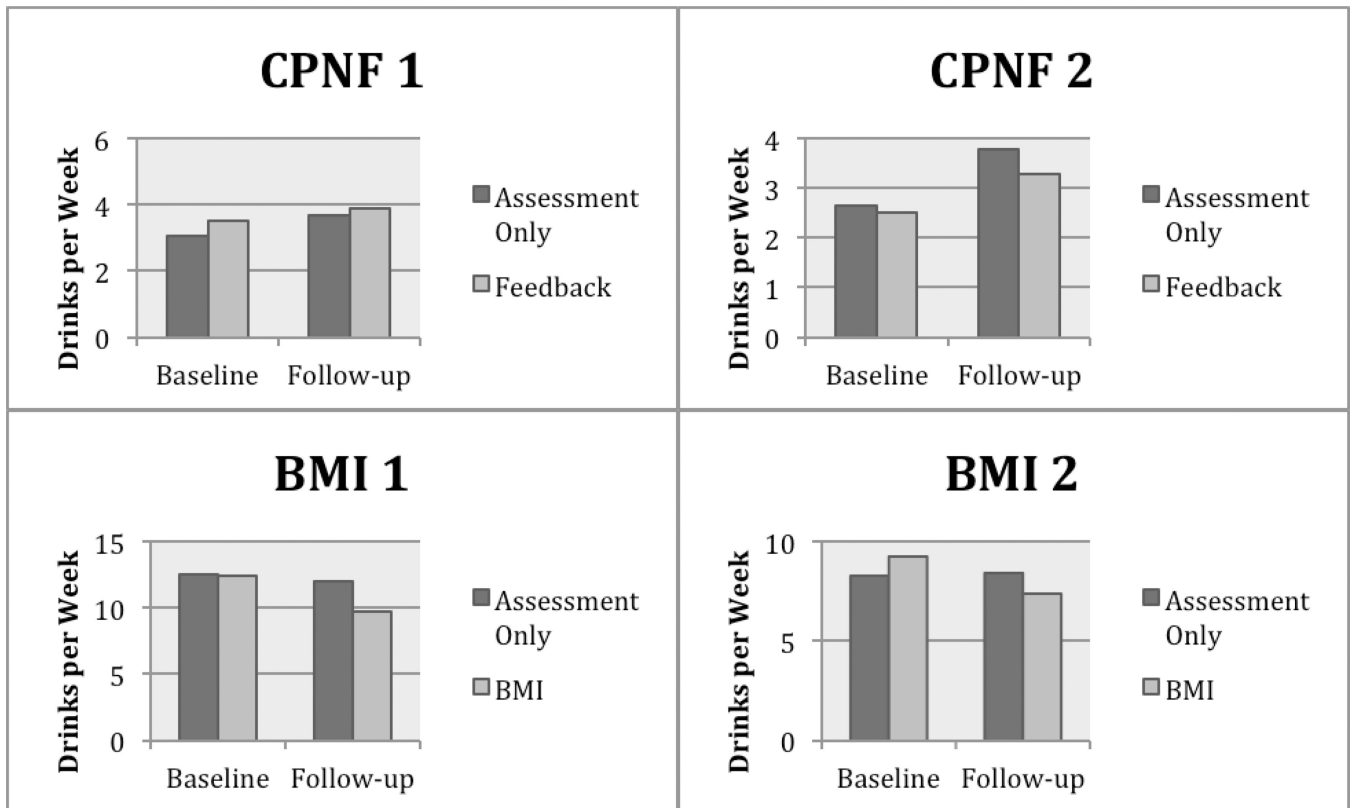 CPNF 1
Drinks per Week
6
4
2
0
Baseline
Follow-up
Assessment
Only
Feedback
CPNF 2
Drinks per Week
4
3
2
1
0
Baseline
Follow-up
Assessment
Only
Feedback
BMI 1
Drinks per Week
15
10
5
0
Baseline
Follow-up
Assessment
Only
BMI
BMI 2
Drinks per Week
10
5
0
Baseline
Follow-up
Assessment
Only
BMI